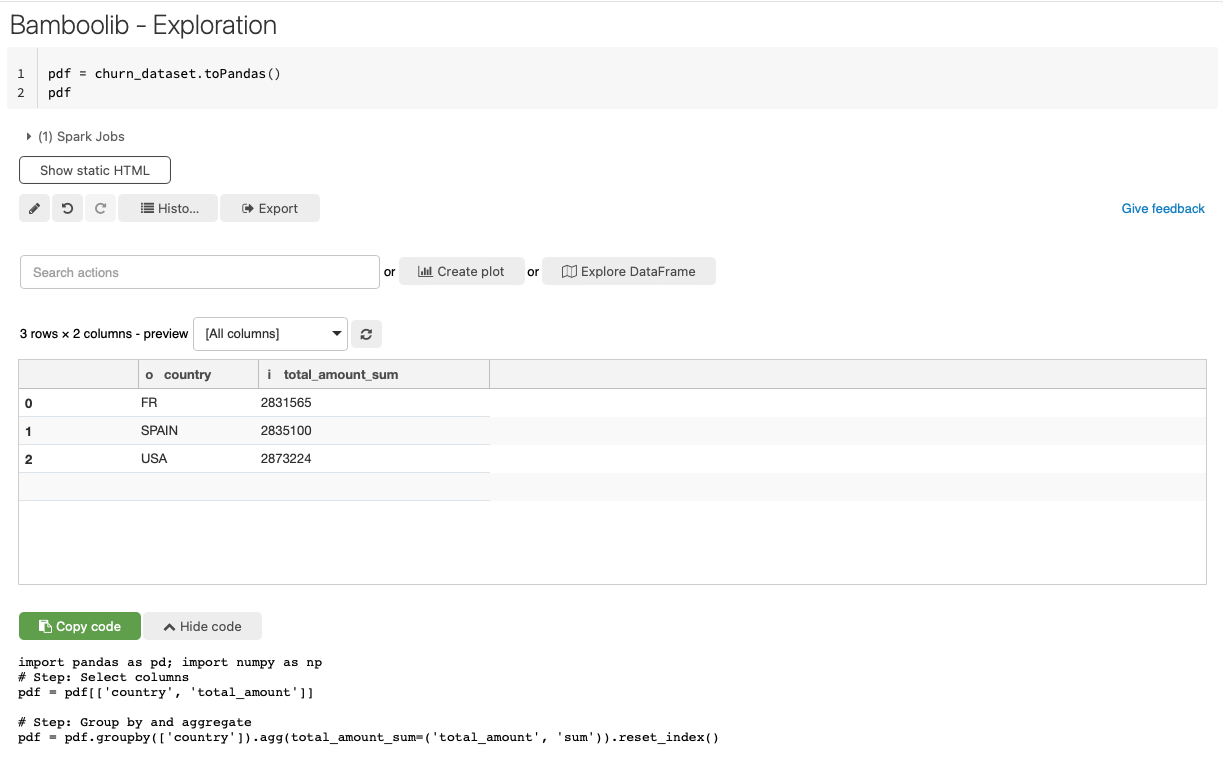 Bamboolib - Exploration
1 pdf = churn_dataset.toPandas()
2 pdf
(1) Spark Jobs
Show static HTML
Histo... Export Give feedback
Search actions or Create plot or Explore DataFrame
3 rows × 2 columns - preview [All columns]
o country i total_amount_sum
0 FR 2831565
1 SPAIN 2835100
2 USA 2873224
Copy code Hide code
import pandas as pd; import numpy as np
# Step: Select columns
pdf = pdf[['country', 'total_amount']]
# Step: Group by and aggregate
pdf = pdf.groupby(['country']).agg(total_amount_sum=('total_amount', 'sum')).reset_index()